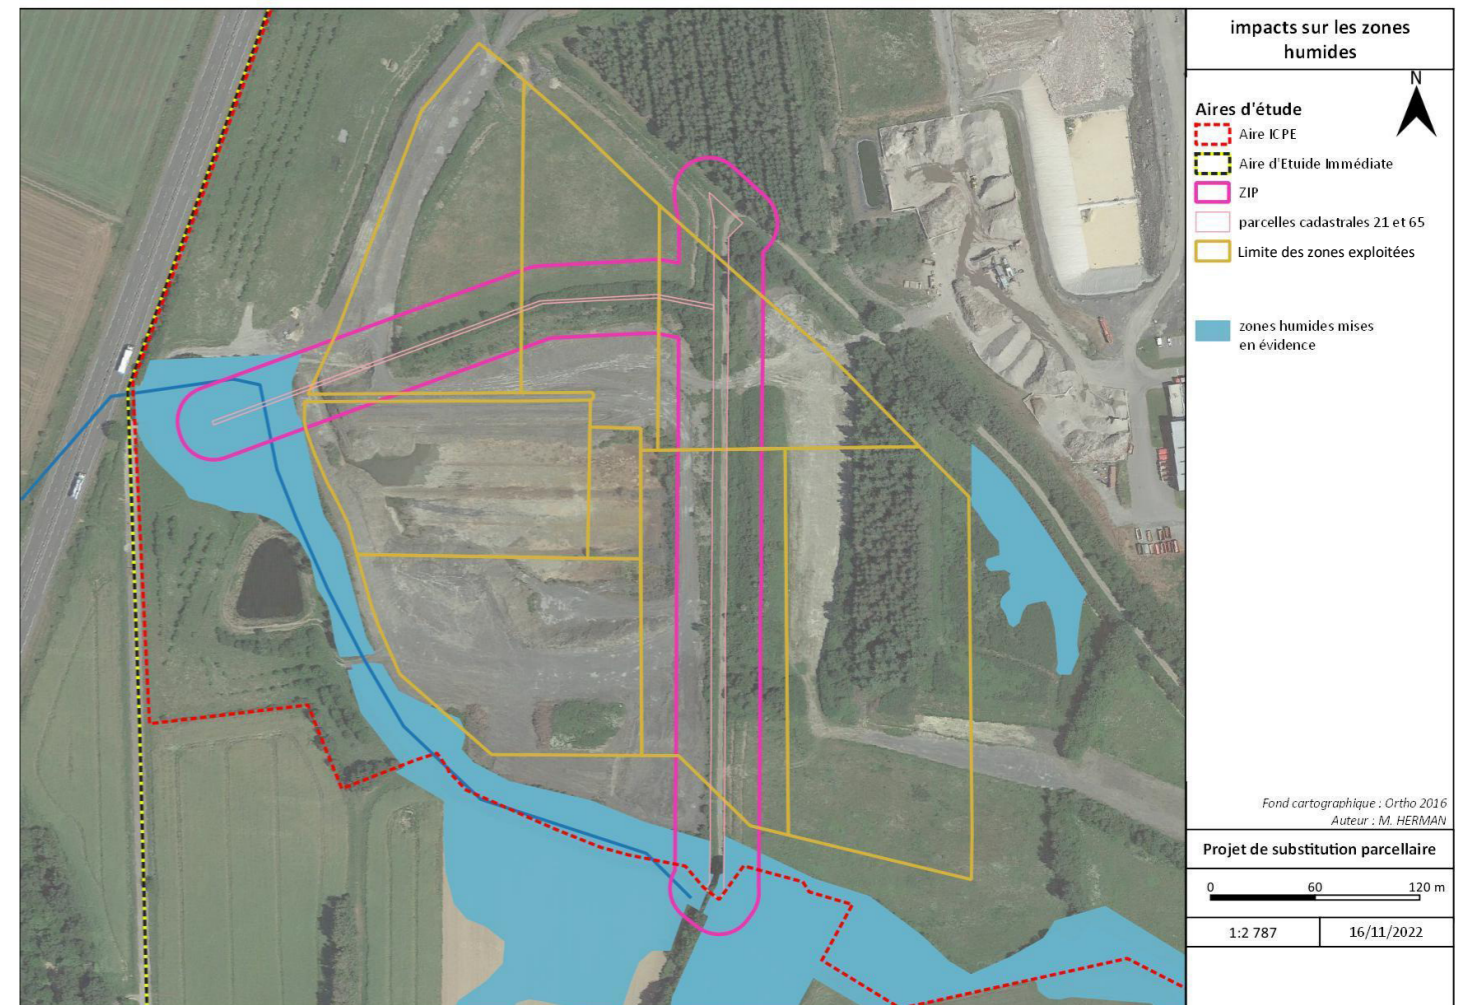 impacts sur les zones
humides
N
Aires d'étude
Aire ICPE
Aire d'Etuide Immédiate
ZIP
parcelles cadastrales 21 et 65
Limite des zones exploitées
zones humides mises
en évidence
Fond cartographique : Ortho 2016
Auteur : M. HERMAN
Projet de substitution parcellaire
0 60 120 m
1:2 787 16/11/2022